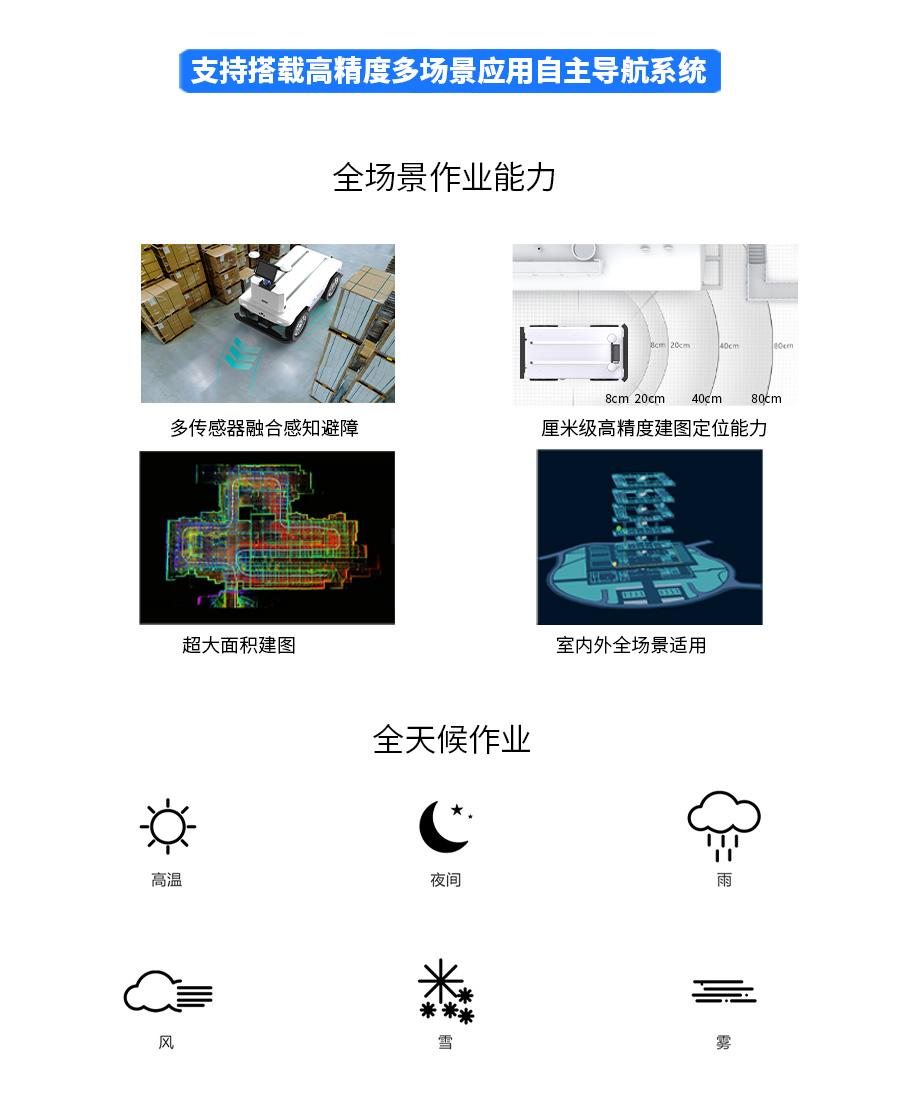 支持搭载高精度多场景应用自主导航系统
全场景作业能力
8cm 20cm 40cm 80cm
8cm 20cm 40cm 80cm
多传感器融合感知避障
厘米级高精度建图定位能力
超大面积建图
室内外全场景适用
全天候作业
高温
夜间
雨
风
雪
雾